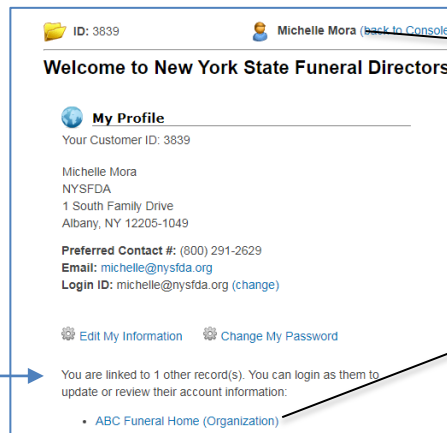 ID: 3839 Michelle Mora (back to Console
Welcome to New York State Funeral Directors
My Profile
Your Customer ID: 3839
Michelle Mora
NYSFDA
1 South Family Drive
Albany, NY 12205-1049
Preferred Contact #: (800) 291-2629
Email: michelle@nysfda.org
Login ID: michelle@nysfda.org (change)
Edit My Information Change My Password
You are linked to 1 other record(s). You can login as them to
update or review their account information:
• ABC Funeral Home (Organization)